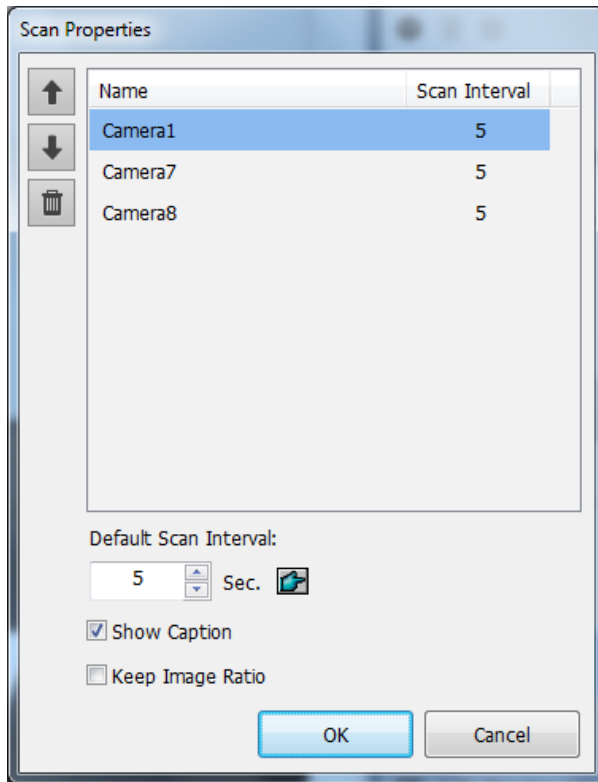 Scan Properties
Name Scan Interval
Camera1 5
Camera7 5
Camera8 5
Default Scan Interval:
5 Sec.
Show Caption
Keep Image Ratio
OK Cancel